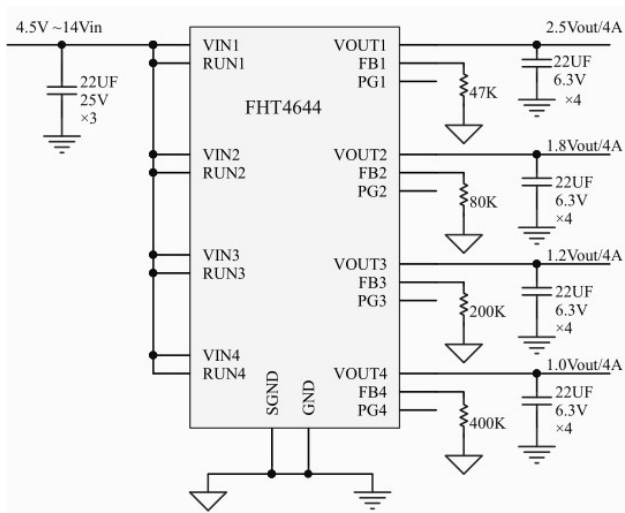 4.5V ~14Vin
2.5Vout/4A
VIN1
VOUT1
RUN1
FB1
PG1
22UF
25V
×3
47K
22UF
6.3V
×4
FHT4644
1.8Vout/4A
VIN2
VOUT2
RUN2
FB2
PG2
80K
22UF
6.3V
×4
1.2Vout/4A
VIN3
VOUT3
RUN3
FB3
PG3
200K
22UF
6.3V
×4
1.0Vout/4A
VIN4
VOUT4
RUN4
FB4
PG4
400K
22UF
6.3V
×4
SGND
GND